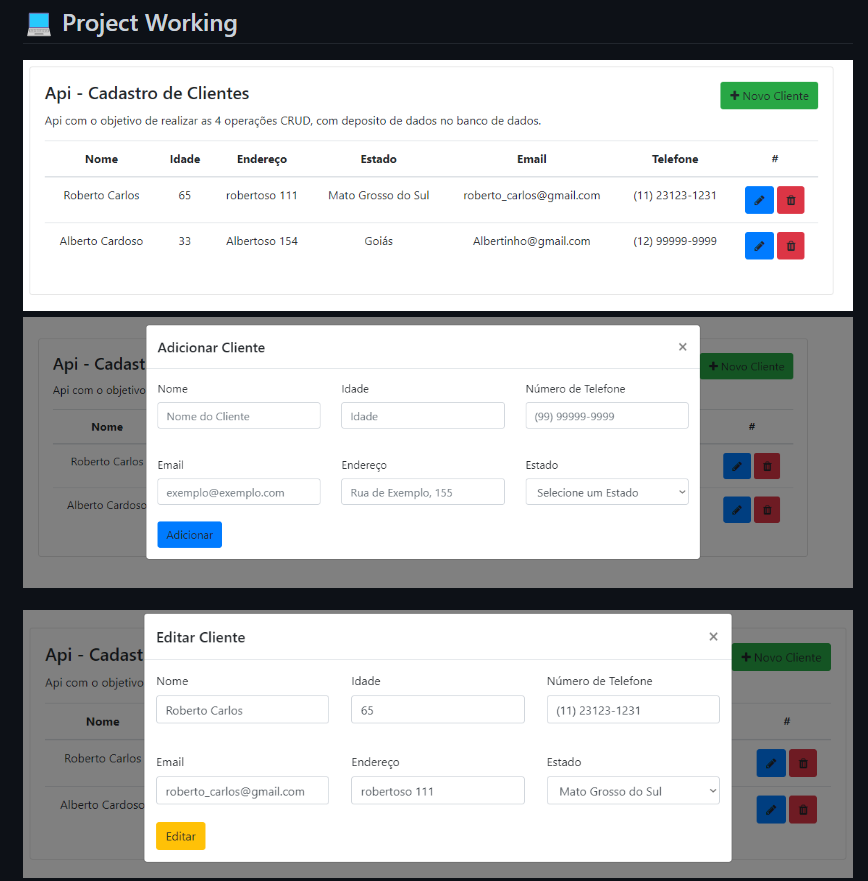 Project Working
Api - Cadastro de Clientes
Novo Cliente
Api com o objetivo de realizar as 4 operações CRUD, com deposito de dados no banco de dados.
Nome Idade Endereço Estado Email Telefone #
Roberto Carlos 65 robertoso 111 Mato Grosso do Sul roberto_carlos@gmail.com (11) 23123-1231
Alberto Cardoso 33 Albertoso 154 Goiás Albertinho@gmail.com (12) 99999-9999
Api - Cadast
Novo Cliente
Api com o objetivo
Nome #
Roberto Carlos
Alberto Cardoso
Adicionar Cliente ×
Nome Idade Número de Telefone
Nome do Cliente Idade (99) 99999-9999
Email Endereço Estado
exemplo@exemplo.com Rua de Exemplo, 155 Selecione um Estado
Adicionar
Api - Cadast
Novo Cliente
Api com o objetivo
Nome #
Roberto Carlos
Alberto Cardoso
Editar Cliente ×
Nome Idade Número de Telefone
Roberto Carlos 65 (11) 23123-1231
Email Endereço Estado
roberto_carlos@gmail.com robertoso 111 Mato Grosso do Sul
Editar